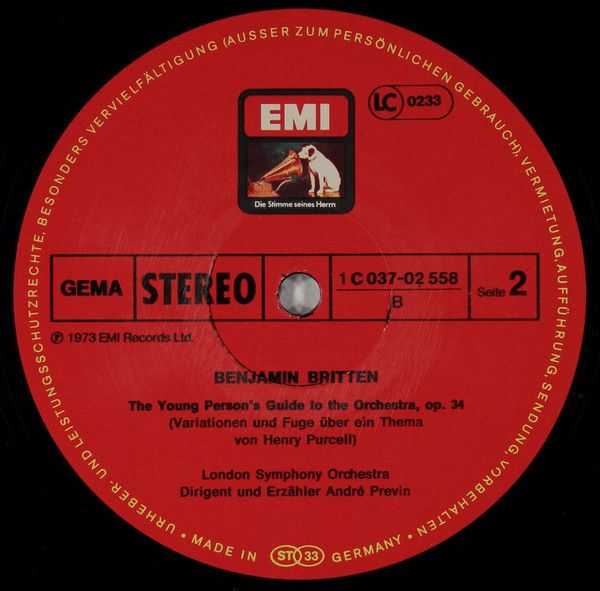 URHEBER- UND LEISTUNGSSCHUTZRECHTE, BESONDERS VERVIELFÄLTIGUNG (AUSSER ZUM PERSÖNLICHEN GEBRAUCH), VERMIETUNG, AUFFÜHRUNG, SENDUNG, VORBEHALTEN
EMI
LC 0233
Die Stimme seines Herrn
GEMA
STEREO
1 C 037-02 558
B
Seite 2
℗ 1973 EMI Records Ltd.
BENJAMIN BRITTEN
The Young Person's Guide to the Orchestra, op. 34
(Variationen und Fuge über ein Thema
von Henry Purcell)
London Symphony Orchestra
Dirigent und Erzähler André Previn
• MADE IN ST 33 GERMANY •